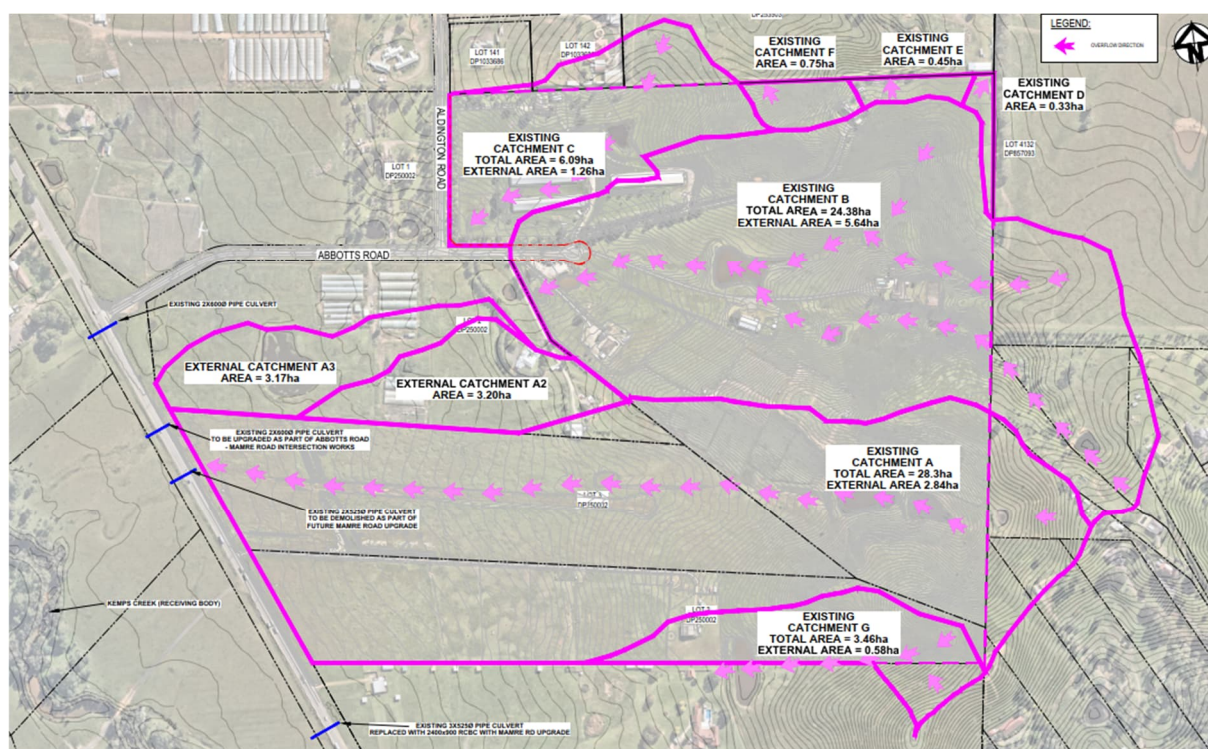 LEGEND:
OVERFLOW DIRECTION
LOT 141
DP1033686
LOT 142
EXISTING
CATCHMENT F
AREA = 0.75ha
EXISTING
CATCHMENT E
AREA = 0.45ha
EXISTING
CATCHMENT D
AREA = 0.33ha
ALDINGTON ROAD
LOT 1
DP250002
EXISTING
CATCHMENT C
TOTAL AREA = 6.09ha
EXTERNAL AREA = 1.26ha
LOT 4132
DP857093
EXISTING
CATCHMENT B
TOTAL AREA = 24.38ha
EXTERNAL AREA = 5.64ha
ABBOTTS ROAD
EXISTING 2X600Ø PIPE CULVERT
DP250002
EXTERNAL CATCHMENT A3
AREA = 3.17ha
EXTERNAL CATCHMENT A2
AREA = 3.20ha
EXISTING 2X600Ø PIPE CULVERT
TO BE UPGRADED AS PART OF ABBOTTS ROAD
- MAMRE ROAD INTERSECTION WORKS
EXISTING
CATCHMENT A
TOTAL AREA = 28.3ha
EXTERNAL AREA 2.84ha
LOT 3
DP250002
EXISTING 2X525Ø PIPE CULVERT
TO BE DEMOLISHED AS PART OF
FUTURE MAMRE ROAD UPGRADE
KEMPS CREEK (RECEIVING BODY)
DP250002
EXISTING
CATCHMENT G
TOTAL AREA = 3.46ha
EXTERNAL AREA = 0.58ha
EXISTING 3X525Ø PIPE CULVERT
REPLACED WITH 2400x900 RCBC WITH MAMRE RD UPGRADE